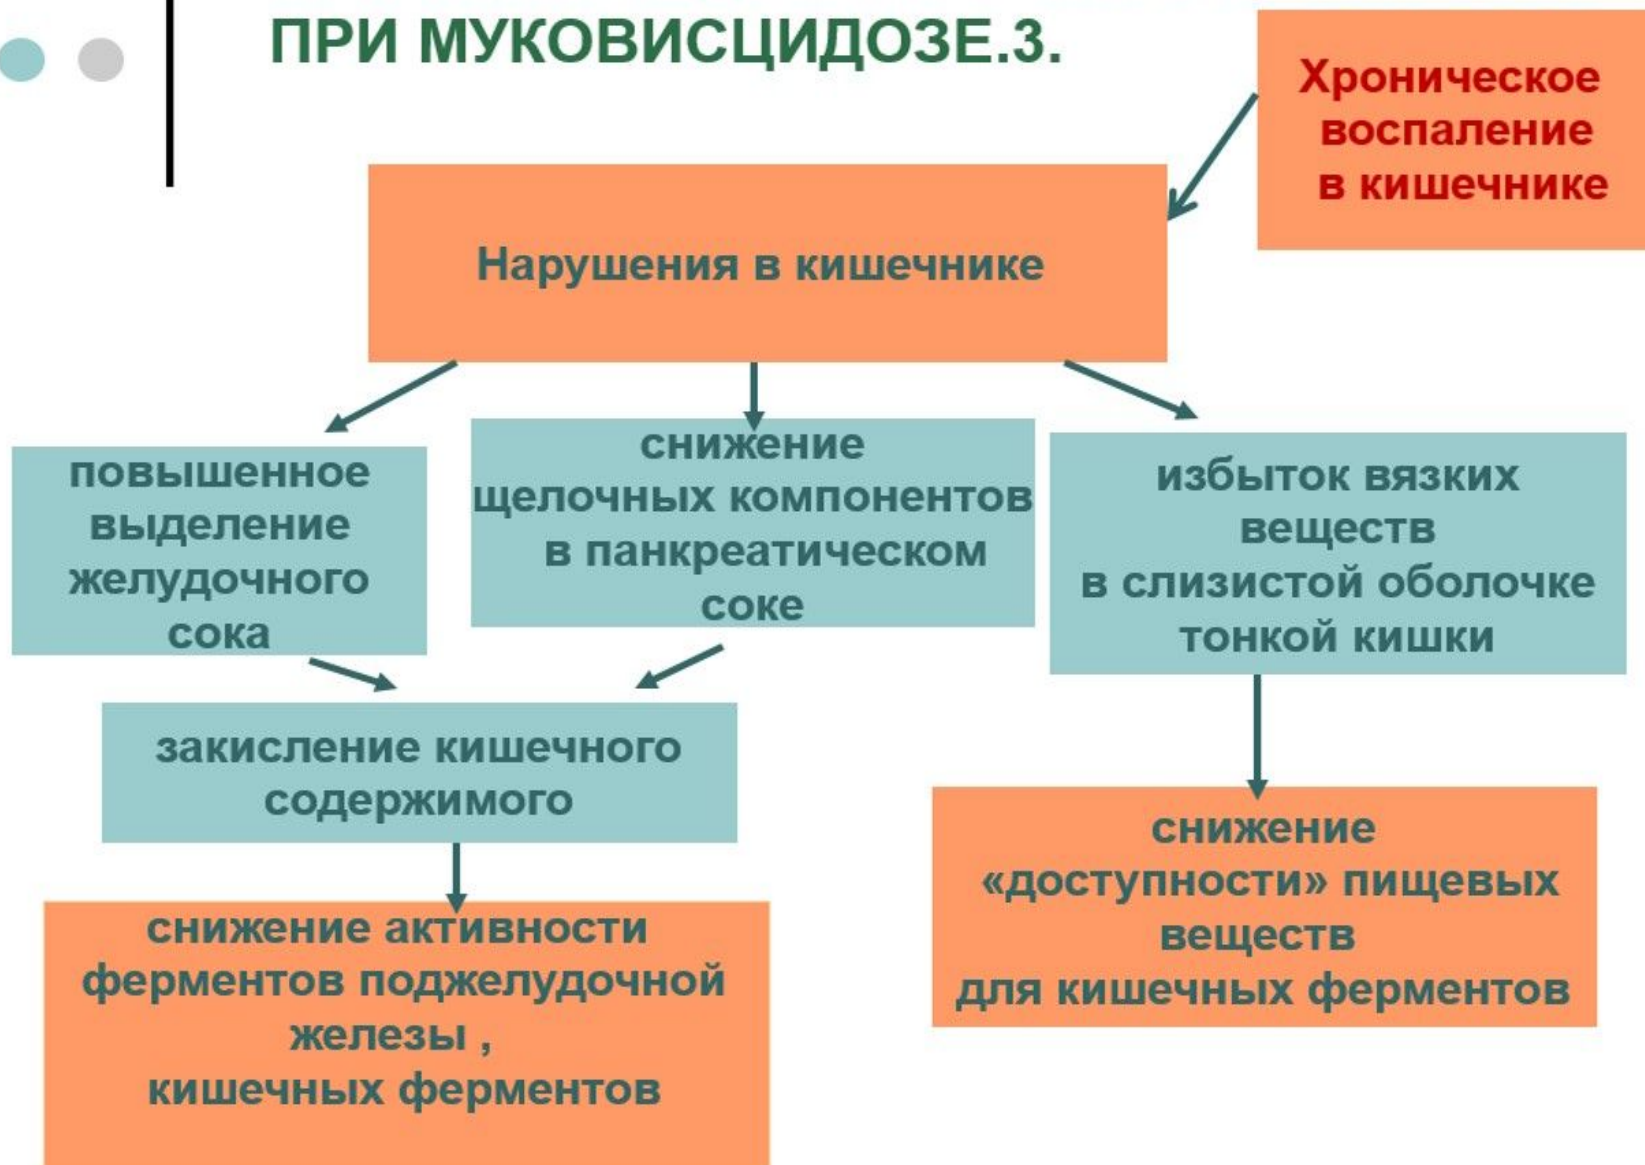 ПРИ МУКОВИСЦИДОЗЕ.3.
Хроническое
воспаление
в кишечнике
Нарушения в кишечнике
повышенное
выделение
желудочного
сока
снижение
щелочных компонентов
в панкреатическом
соке
избыток вязких
веществ
в слизистой оболочке
тонкой кишки
закисление кишечного
содержимого
снижение
«доступности» пищевых
веществ
для кишечных ферментов
снижение активности
ферментов поджелудочной
железы ,
кишечных ферментов